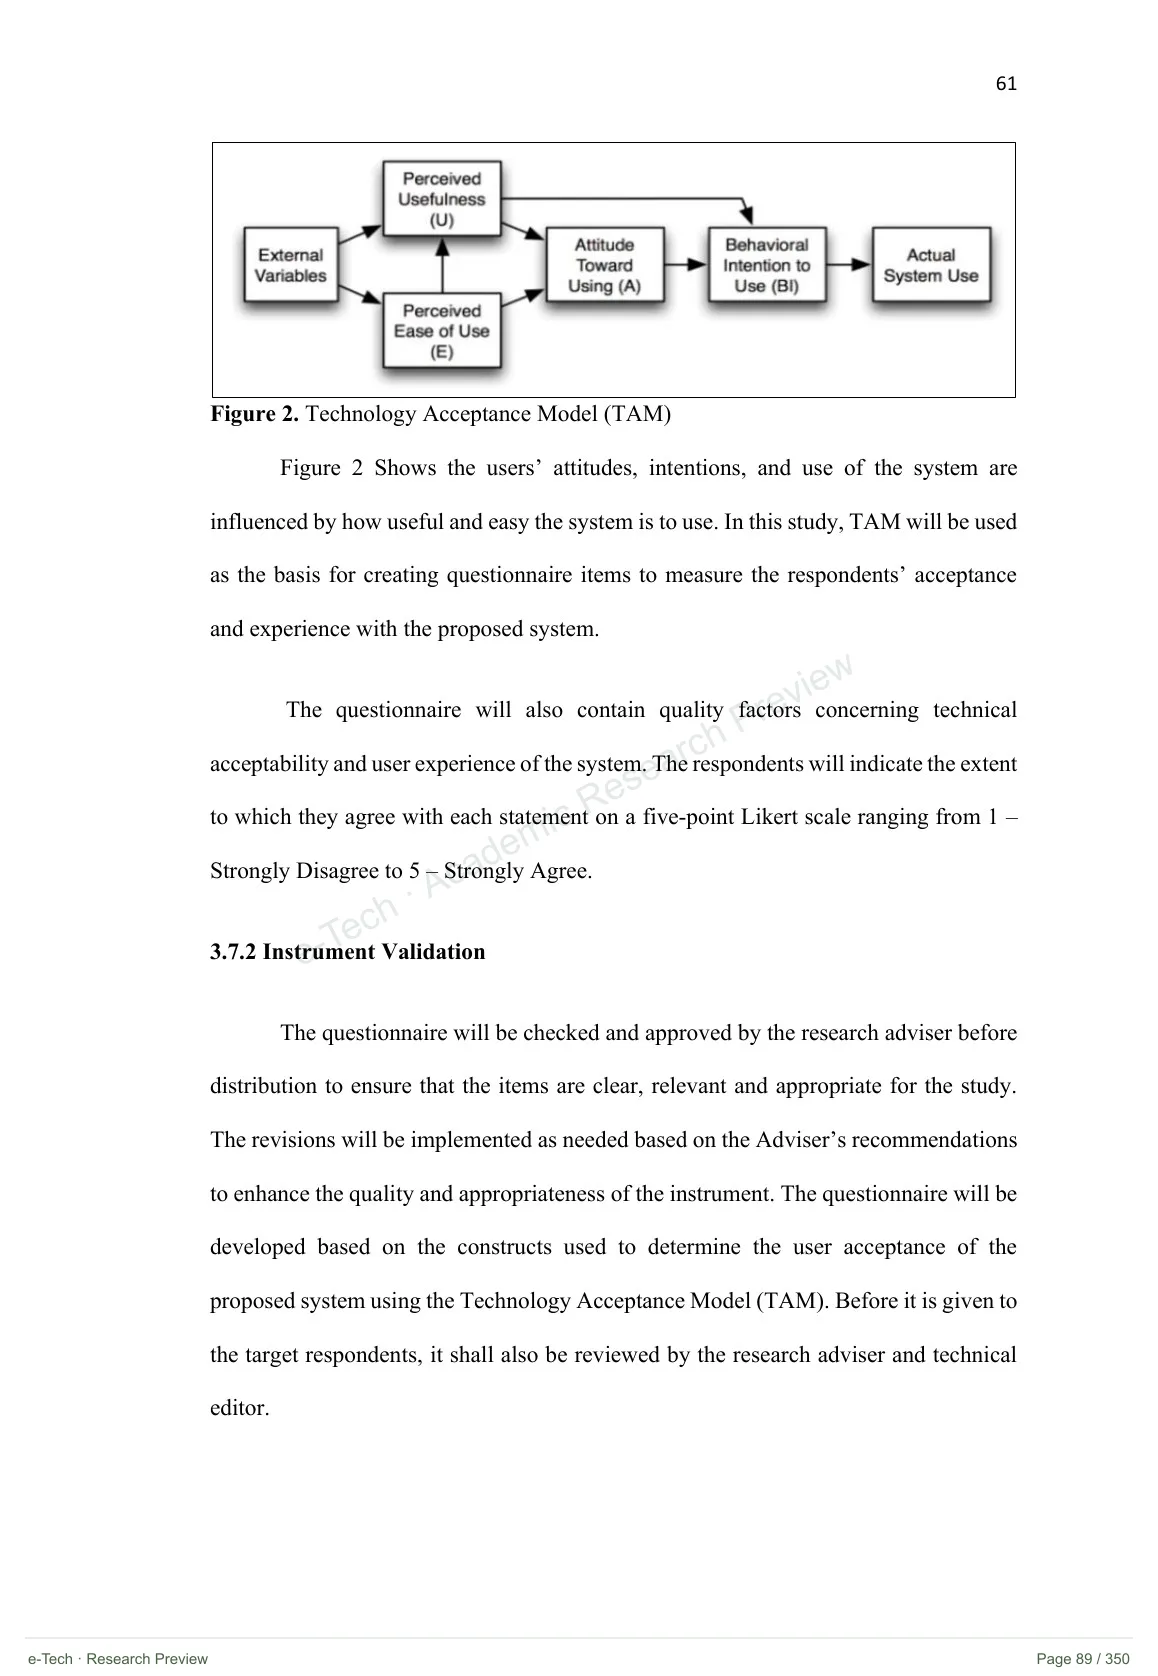 61
Perceived
Usefulness
(U)
External
Variables
Perceived
Ease of Use
(E)
Attitude
Toward
Using (A)
Behavioral
Intention to
Use (BI)
Actual
System Use
Figure 2. Technology Acceptance Model (TAM)
Figure 2 Shows the users’ attitudes, intentions, and use of the system are
influenced by how useful and easy the system is to use. In this study, TAM will be used
as the basis for creating questionnaire items to measure the respondents’ acceptance
and experience with the proposed system.
The questionnaire will also contain quality factors concerning technical
acceptability and user experience of the system. The respondents will indicate the extent
to which they agree with each statement on a five-point Likert scale ranging from 1 –
Strongly Disagree to 5 – Strongly Agree.
e-Tech · Academic Research Preview
3.7.2 Instrument Validation
The questionnaire will be checked and approved by the research adviser before
distribution to ensure that the items are clear, relevant and appropriate for the study.
The revisions will be implemented as needed based on the Adviser’s recommendations
to enhance the quality and appropriateness of the instrument. The questionnaire will be
developed based on the constructs used to determine the user acceptance of the
proposed system using the Technology Acceptance Model (TAM). Before it is given to
the target respondents, it shall also be reviewed by the research adviser and technical
editor.
e-Tech · Research Preview
Page 89 / 350